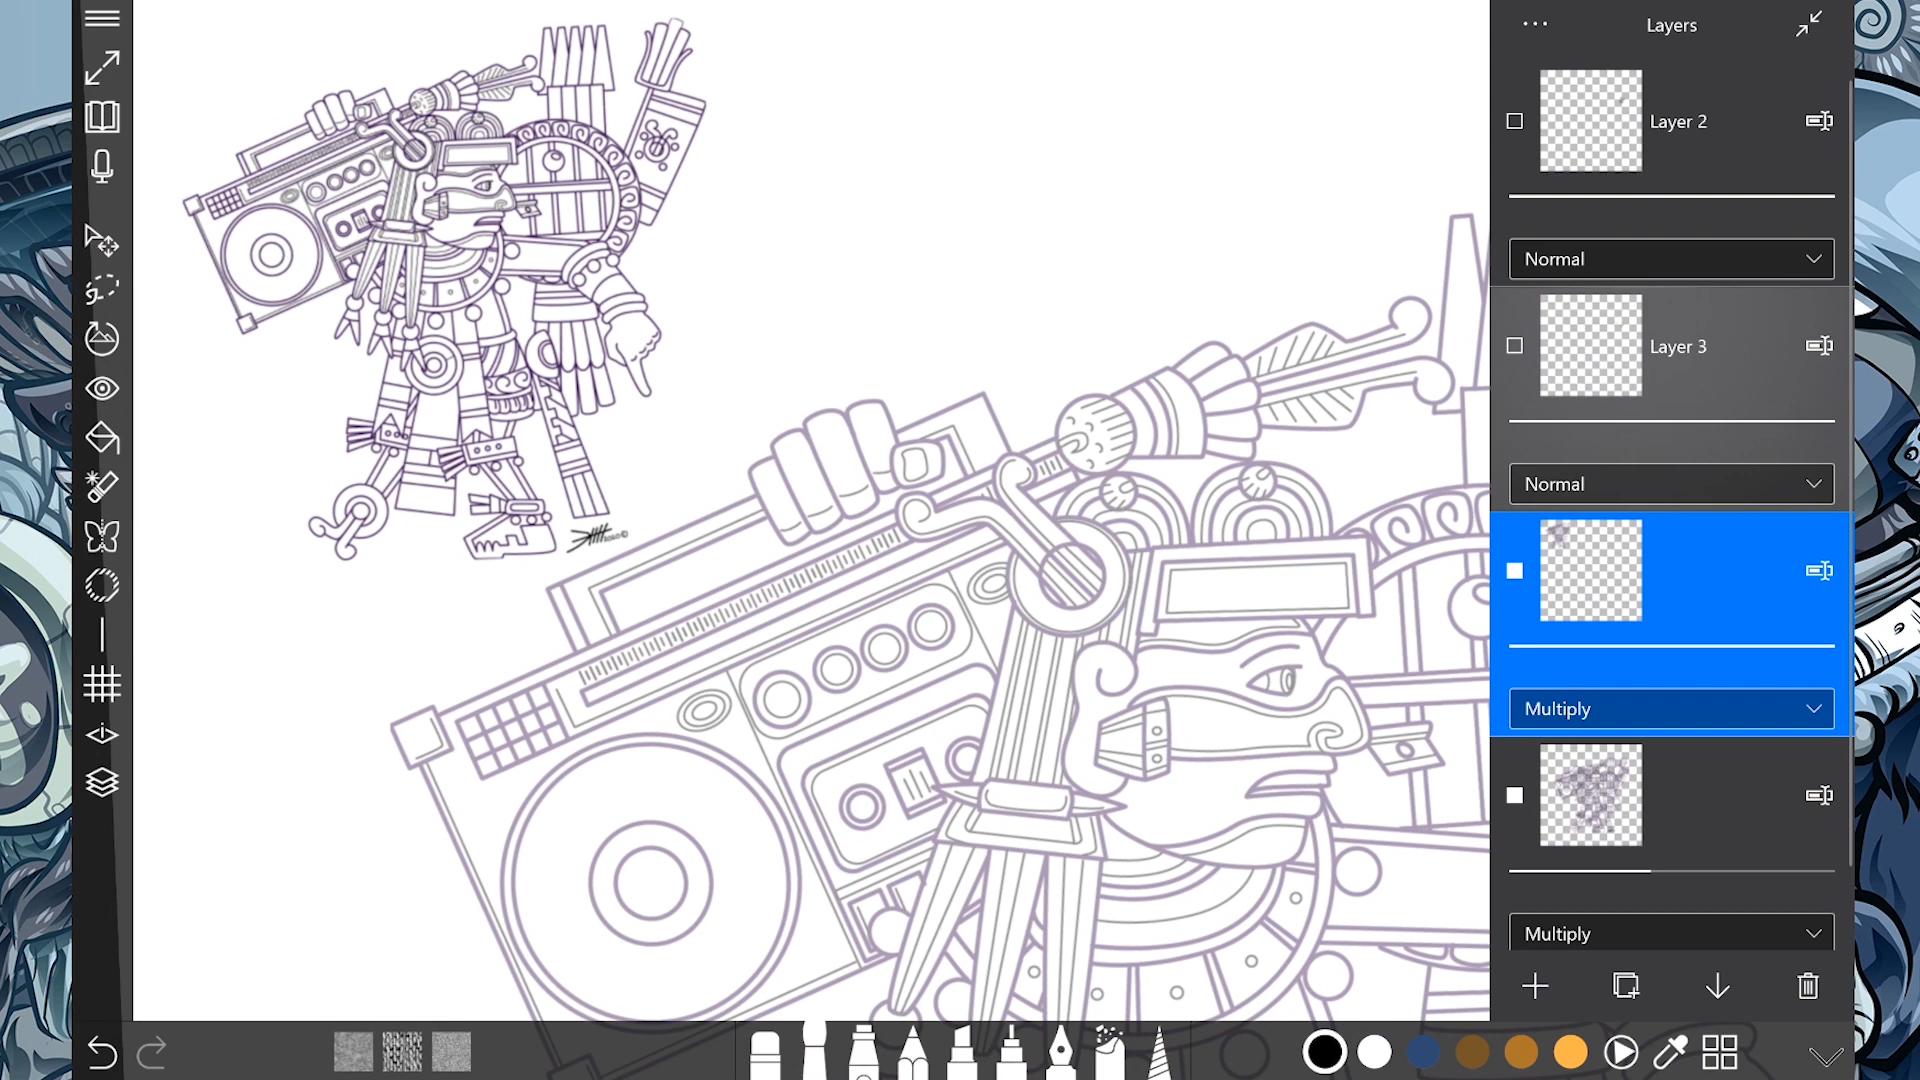 Layers
Layer 2
Normal
Layer 3
Normal
Multiply
Multiply